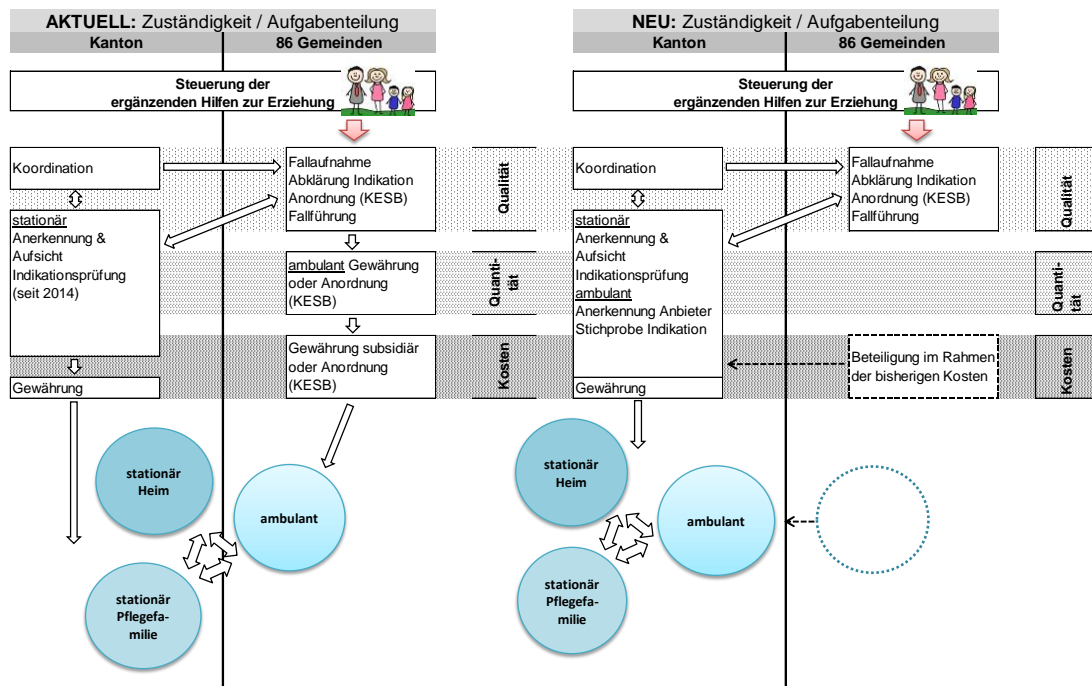 AKTUELL: Zuständigkeit / Aufgabenteilung
Kanton
86 Gemeinden
Steuerung der
ergänzenden Hilfen zur Erziehung
Koordination
Fallaufnahme
Abklärung Indikation
Anordnung (KESB)
Fallführung
Qualität
stationär
Anerkennung &
Aufsicht
Indikationsprüfung
(seit 2014)
ambulant Gewährung
oder Anordnung
(KESB)
Quanti-
tät
Gewährung subsidiär
oder Anordnung
(KESB)
Kosten
Gewährung
stationär
Heim
ambulant
stationär
Pflegefa-
milie
NEU: Zuständigkeit / Aufgabenteilung
Kanton
86 Gemeinden
Steuerung der
ergänzenden Hilfen zur Erziehung
Koordination
Fallaufnahme
Abklärung Indikation
Anordnung (KESB)
Fallführung
Qualität
stationär
Anerkennung &
Aufsicht
Indikationsprüfung
ambulant
Anerkennung Anbieter
Stichprobe Indikation
Quanti-
tät
Beteiligung im Rahmen
der bisherigen Kosten
Kosten
Gewährung
stationär
Heim
ambulant
stationär
Pflegefa-
milie